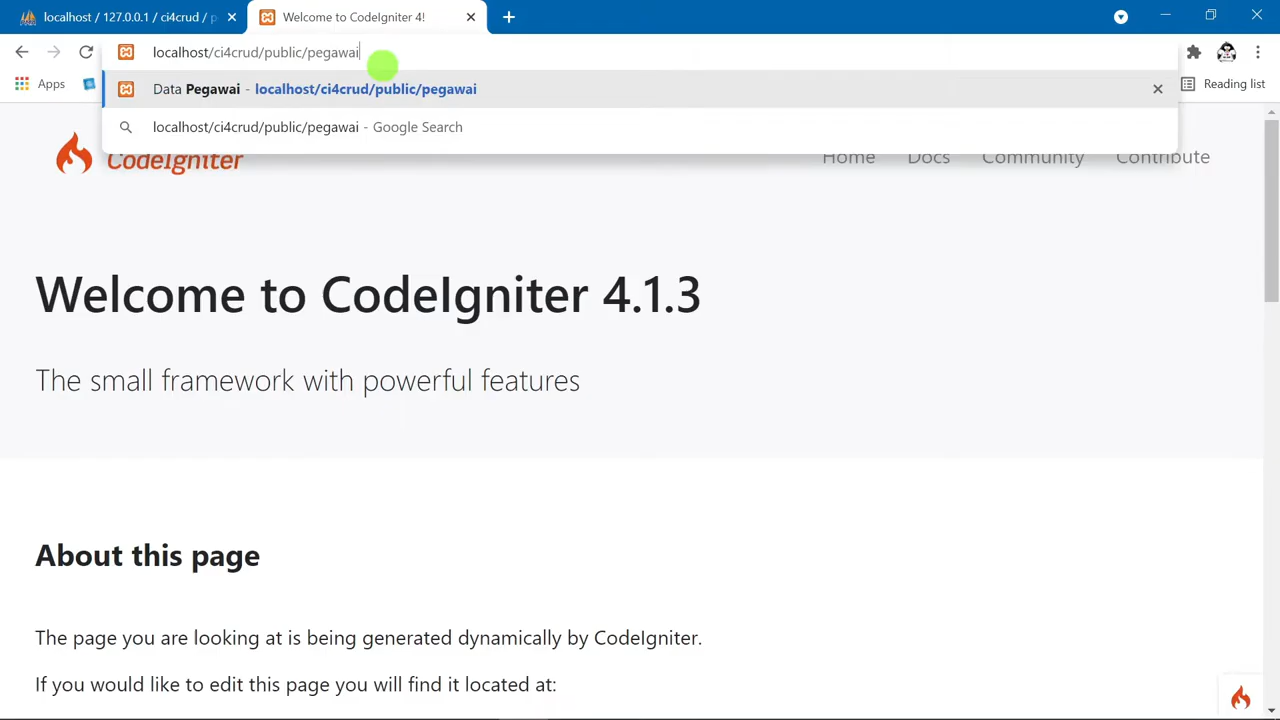 localhost / 127.0.0.1 / ci4crud / p
Welcome to CodeIgniter 4!
localhost/ci4crud/public/pegawai
Apps
Reading list
Data Pegawai - localhost/ci4crud/public/pegawai
localhost/ci4crud/public/pegawai - Google Search
CodeIgniter
Home
Docs
Community
Contribute
Welcome to CodeIgniter 4.1.3
The small framework with powerful features
About this page
The page you are looking at is being generated dynamically by CodeIgniter.
If you would like to edit this page you will find it located at: